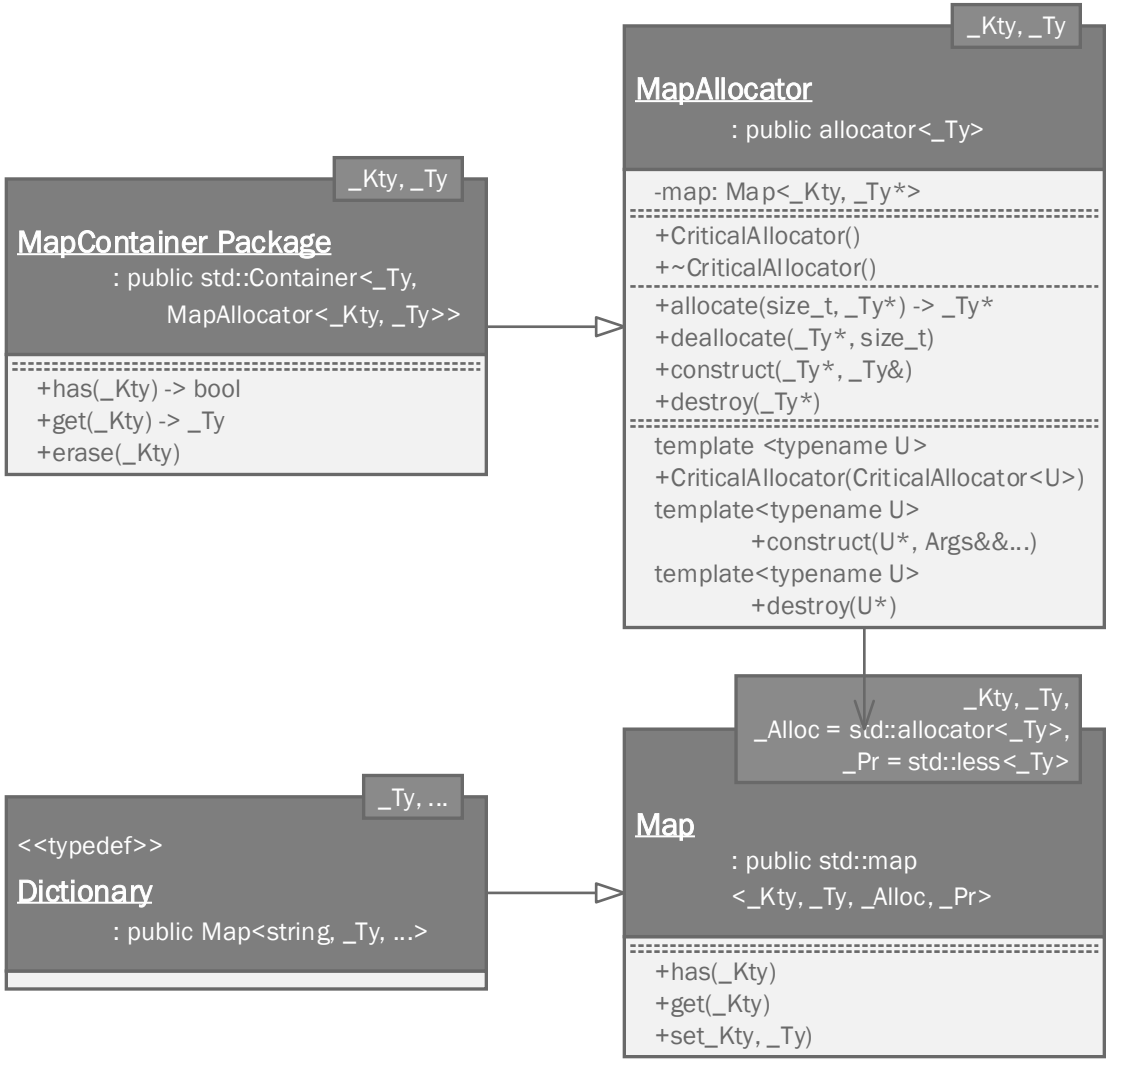 _Kty, _Ty
MapContainer Package
: public std::Container<_Ty,
MapAllocator<_Kty, _Ty>>
+has(_Kty) -> bool
+get(_Kty) -> _Ty
+erase(_Kty)
_Kty, _Ty
MapAllocator
: public allocator<_Ty>
-map: Map<_Kty, _Ty*>
+CriticalAllocator()
+~CriticalAllocator()
+allocate(size_t, _Ty*) -> _Ty*
+deallocate(_Ty*, size_t)
+construct(_Ty*, _Ty&)
+destroy(_Ty*)
template <typename U>
+CriticalAllocator(CriticalAllocator<U>)
template<typename U>
+construct(U*, Args&&...)
template<typename U>
+destroy(U*)
_Ty, ...
<<typedef>>
Dictionary
: public Map<string, _Ty, ...>
_Kty, _Ty,
_Alloc = std::allocator<_Ty>,
_Pr = std::less<_Ty>
Map
: public std::map
<_Kty, _Ty, _Alloc, _Pr>
+has(_Kty)
+get(_Kty)
+set_Kty, _Ty)